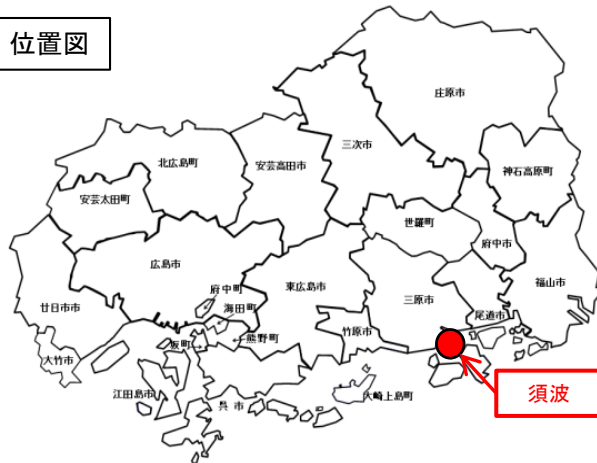 位置図
庄原市
三次市
北広島町
安芸高田市
神石高原町
安芸太田町
世羅町
府中市
広島市
東広島市
三原市
福山市
府中町
廿日市市
海田町
尾道市
竹原市
坂町
熊野町
大竹市
江田島市
大崎上島町
呉市
須波